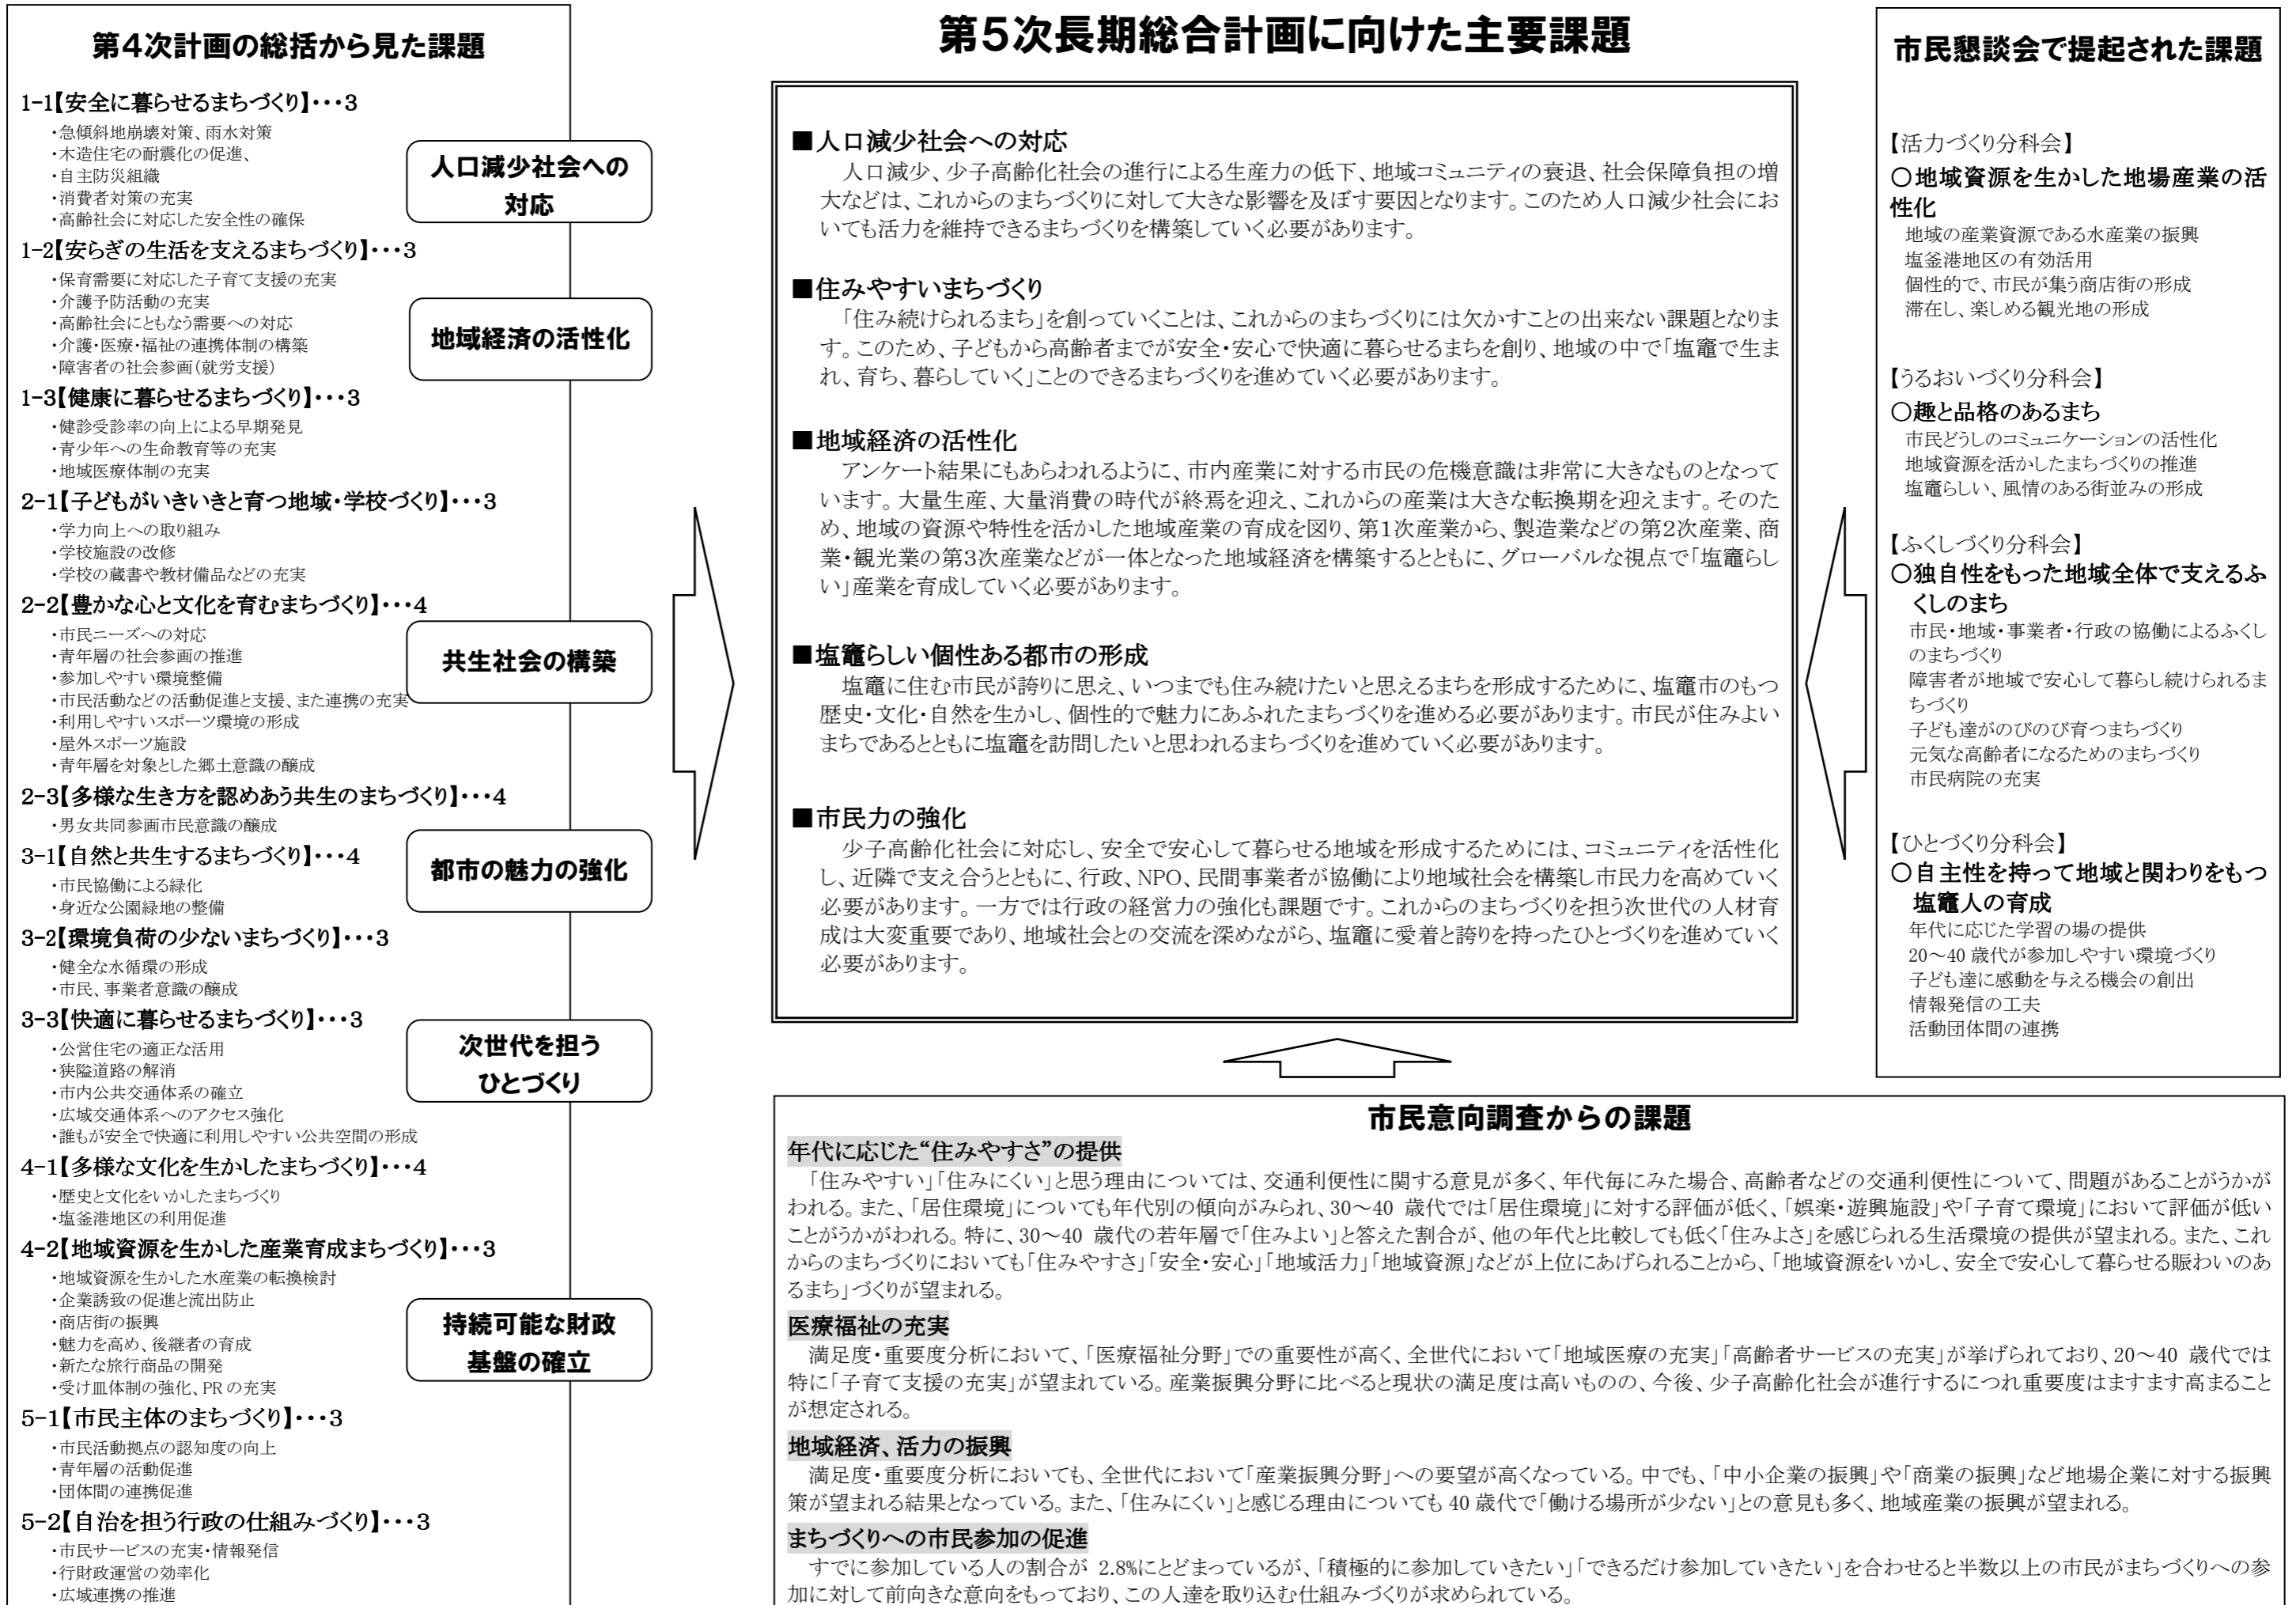 第4次計画の総括から見た課題
1-1【安全に暮らせるまちづくり】・・・3
・急傾斜地崩壊対策、雨水対策
・木造住宅の耐震化の促進、
・自主防災組織
・消費者対策の充実
・高齢社会に対応した安全性の確保
1-2【安らぎの生活を支えるまちづくり】・・・3
・保育需要に対応した子育て支援の充実
・介護予防活動の充実
・高齢社会にともなう需要への対応
・介護・医療・福祉の連携体制の構築
・障害者の社会参画（就労支援）
1-3【健康に暮らせるまちづくり】・・・3
・健診受診率の向上による早期発見
・青少年への生命教育等の充実
・地域医療体制の充実
2-1【子どもがいきいきと育つ地域・学校づくり】・・・3
・学力向上への取り組み
・学校施設の改修
・学校の蔵書や教材備品などの充実
2-2【豊かな心と文化を育むまちづくり】・・・4
・市民ニーズへの対応
・青年層の社会参画の推進
・参加しやすい環境整備
・市民活動などの活動促進と支援、また連携の充実
・利用しやすいスポーツ環境の形成
・屋外スポーツ施設
・青年層を対象とした郷土意識の醸成
2-3【多様な生き方を認めあう共生のまちづくり】・・・4
・男女共同参画市民意識の醸成
3-1【自然と共生するまちづくり】・・・4
・市民協働による緑化
・身近な公園緑地の整備
3-2【環境負荷の少ないまちづくり】・・・3
・健全な水循環の形成
・市民、事業者意識の醸成
3-3【快適に暮らせるまちづくり】・・・3
・公営住宅の適正な活用
・狭隘道路の解消
・市内公共交通体系の確立
・広域交通体系へのアクセス強化
・誰もが安全で快適に利用しやすい公共空間の形成
4-1【多様な文化を生かしたまちづくり】・・・4
・歴史と文化をいかしたまちづくり
・塩釜港地区の利用促進
4-2【地域資源を生かした産業育成まちづくり】・・・3
・地域資源を生かした水産業の転換検討
・企業誘致の促進と流出防止
・商店街の振興
・魅力を高め、後継者の育成
・新たな旅行商品の開発
・受け皿体制の強化、PRの充実
5-1【市民主体のまちづくり】・・・3
・市民活動拠点の認知度の向上
・青年層の活動促進
・団体間の連携促進
5-2【自治を担う行政の仕組みづくり】・・・3
・市民サービスの充実・情報発信
・行財政運営の効率化
・広域連携の推進
人口減少社会への
対応
地域経済の活性化
共生社会の構築
都市の魅力の強化
次世代を担う
ひとづくり
持続可能な財政
基盤の確立
第5次長期総合計画に向けた主要課題
■人口減少社会への対応
人口減少、少子高齢化社会の進行による生産力の低下、地域コミュニティの衰退、社会保障負担の増
大などは、これからのまちづくりに対して大きな影響を及ぼす要因となります。このため人口減少社会にお
いても活力を維持できるまちづくりを構築していく必要があります。
■住みやすいまちづくり
「住み続けられるまち」を創っていくことは、これからのまちづくりには欠かすことの出来ない課題となりま
す。このため、子どもから高齢者までが安全・安心で快適に暮らせるまちを創り、地域の中で「塩竈で生ま
れ、育ち、暮らしていく」ことのできるまちづくりを進めていく必要があります。
■地域経済の活性化
アンケート結果にもあらわれるように、市内産業に対する市民の危機意識は非常に大きなものとなって
います。大量生産、大量消費の時代が終焉を迎え、これからの産業は大きな転換期を迎えます。そのた
め、地域の資源や特性を活かした地域産業の育成を図り、第1次産業から、製造業などの第2次産業、商
業・観光業の第3次産業などが一体となった地域経済を構築するとともに、グローバルな視点で「塩竈らし
い」産業を育成していく必要があります。
■塩竈らしい個性ある都市の形成
塩竈に住む市民が誇りに思え、いつまでも住み続けたいと思えるまちを形成するために、塩竈市のもつ
歴史・文化・自然を生かし、個性的で魅力にあふれたまちづくりを進める必要があります。市民が住みよい
まちであるとともに塩竈を訪問したいと思われるまちづくりを進めていく必要があります。
■市民力の強化
少子高齢化社会に対応し、安全で安心して暮らせる地域を形成するためには、コミュニティを活性化
し、近隣で支え合うとともに、行政、NPO、民間事業者が協働により地域社会を構築し市民力を高めていく
必要があります。一方では行政の経営力の強化も課題です。これからのまちづくりを担う次世代の人材育
成は大変重要であり、地域社会との交流を深めながら、塩竈に愛着と誇りを持ったひとづくりを進めていく
必要があります。
市民懇談会で提起された課題
【活力づくり分科会】
○地域資源を生かした地場産業の活
性化
地域の産業資源である水産業の振興
塩釜港地区の有効活用
個性的で、市民が集う商店街の形成
滞在し、楽しめる観光地の形成
【うるおいづくり分科会】
○趣と品格のあるまち
市民どうしのコミュニケーションの活性化
地域資源を活かしたまちづくりの推進
塩竈らしい、風情のある街並みの形成
【ふくしづくり分科会】
○独自性をもった地域全体で支えるふ
くしのまち
市民・地域・事業者・行政の協働によるふくし
のまちづくり
障害者が地域で安心して暮らし続けられるま
ちづくり
子ども達がのびのび育つまちづくり
元気な高齢者になるためのまちづくり
市民病院の充実
【ひとづくり分科会】
○自主性を持って地域と関わりをもつ
塩竈人の育成
年代に応じた学習の場の提供
20～40歳代が参加しやすい環境づくり
子ども達に感動を与える機会の創出
情報発信の工夫
活動団体間の連携
市民意向調査からの課題
年代に応じた“住みやすさ”の提供
「住みやすい」「住みにくい」と思う理由については、交通利便性に関する意見が多く、年代毎にみた場合、高齢者などの交通利便性について、問題があることがうかが
われる。また、「居住環境」についても年代別の傾向がみられ、30～40 歳代では「居住環境」に対する評価が低く、「娯楽・遊興施設」や「子育て環境」において評価が低い
ことがうかがわれる。特に、30～40 歳代の若年層で「住みよい」と答えた割合が、他の年代と比較しても低く「住みよさ」を感じられる生活環境の提供が望まれる。また、これ
からのまちづくりにおいても「住みやすさ」「安全・安心」「地域活力」「地域資源」などが上位にあげられることから、「地域資源をいかし、安全で安心して暮らせる賑わいのあ
るまち」づくりが望まれる。
医療福祉の充実
満足度・重要度分析において、「医療福祉分野」での重要性が高く、全世代において「地域医療の充実」「高齢者サービスの充実」が挙げられており、20～40 歳代では
特に「子育て支援の充実」が望まれている。産業振興分野に比べると現状の満足度は高いものの、今後、少子高齢化社会が進行するにつれ重要度はますます高まること
が想定される。
地域経済、活力の振興
満足度・重要度分析においても、全世代において「産業振興分野」への要望が高くなっている。中でも、「中小企業の振興」や「商業の振興」など地場企業に対する振興
策が望まれる結果となっている。また、「住みにくい」と感じる理由についても 40 歳代で「働ける場所が少ない」との意見も多く、地域産業の振興が望まれる。
まちづくりへの市民参加の促進
すでに参加している人の割合が 2.8%にとどまっているが、「積極的に参加していきたい」「できるだけ参加していきたい」を合わせると半数以上の市民がまちづくりへの参
加に対して前向きな意向をもっており、この人達を取り込む仕組みづくりが求められている。